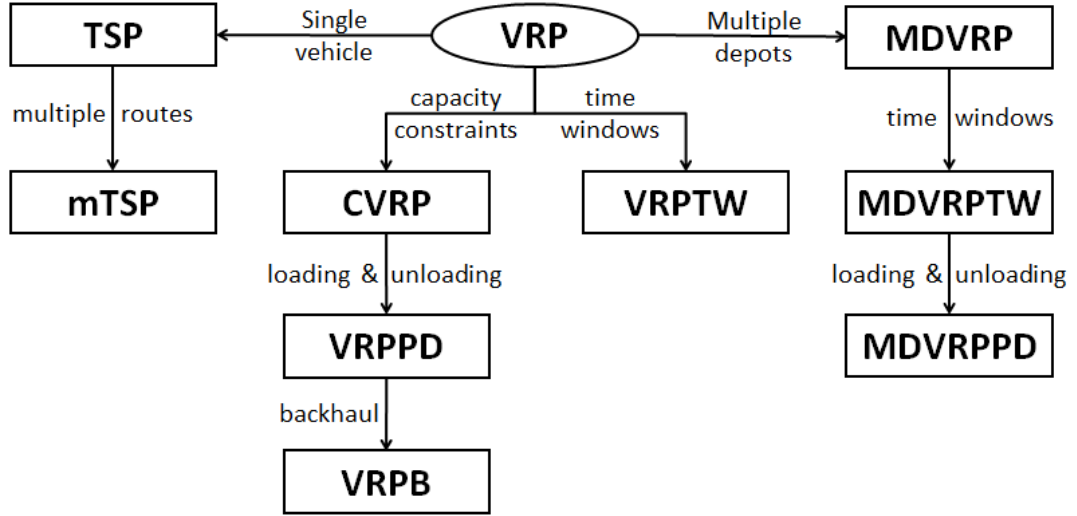 TSP
Single
vehicle
VRP
Multiple
depots
MDVRP
multiple routes
capacity
constraints
time
windows
time windows
mTSP
CVRP
VRPTW
MDVRPTW
loading & unloading
loading & unloading
VRPPD
MDVRPPD
backhaul
VRPB